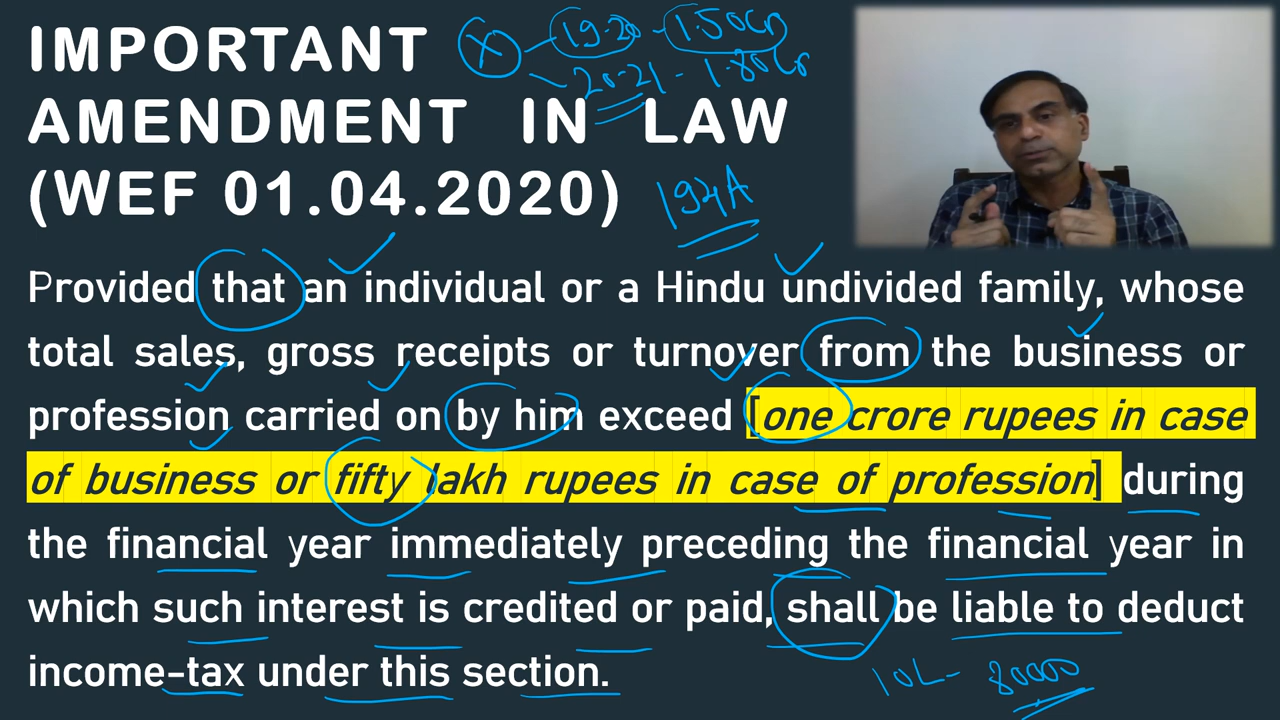 IMPORTANT
X - 19-20 - 1.50Cr
- 20-21 - 1.80Cr
AMENDMENT IN LAW
(WEF 01.04.2020)
194A
Provided that an individual or a Hindu undivided family, whose
total sales, gross receipts or turnover from the business or
profession carried on by him exceed [one crore rupees in case
of business or fifty lakh rupees in case of profession] during
the financial year immediately preceding the financial year in
which such interest is credited or paid, shall be liable to deduct
income-tax under this section.
10L - 80000